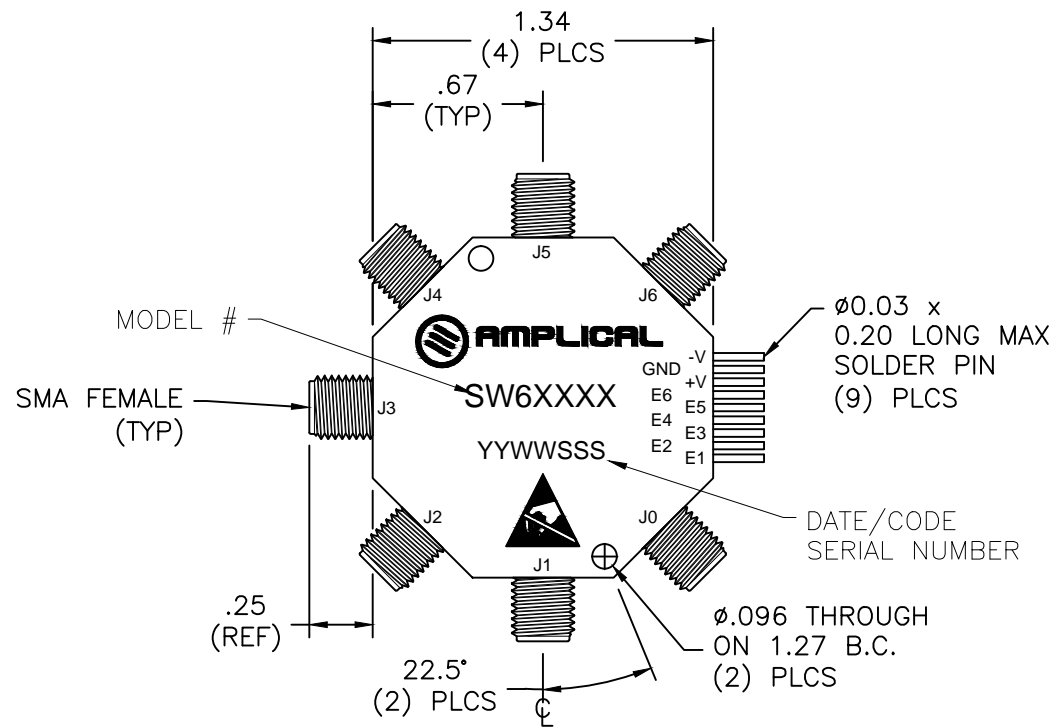 1.34
(4) PLCS
.67
(TYP)
J5
J4
J6
MODEL #
AMPLICAL
Ø0.03 x
0.20 LONG MAX
SOLDER PIN
(9) PLCS
-V
GND
+V
E6
E5
E4
E3
E2
E1
SMA FEMALE
(TYP)
J3
SW6XXXX
YYWWSSS
J2
J0
DATE/CODE
SERIAL NUMBER
J1
.25
(REF)
Ø.096 THROUGH
ON 1.27 B.C.
(2) PLCS
22.5°
(2) PLCS
℄